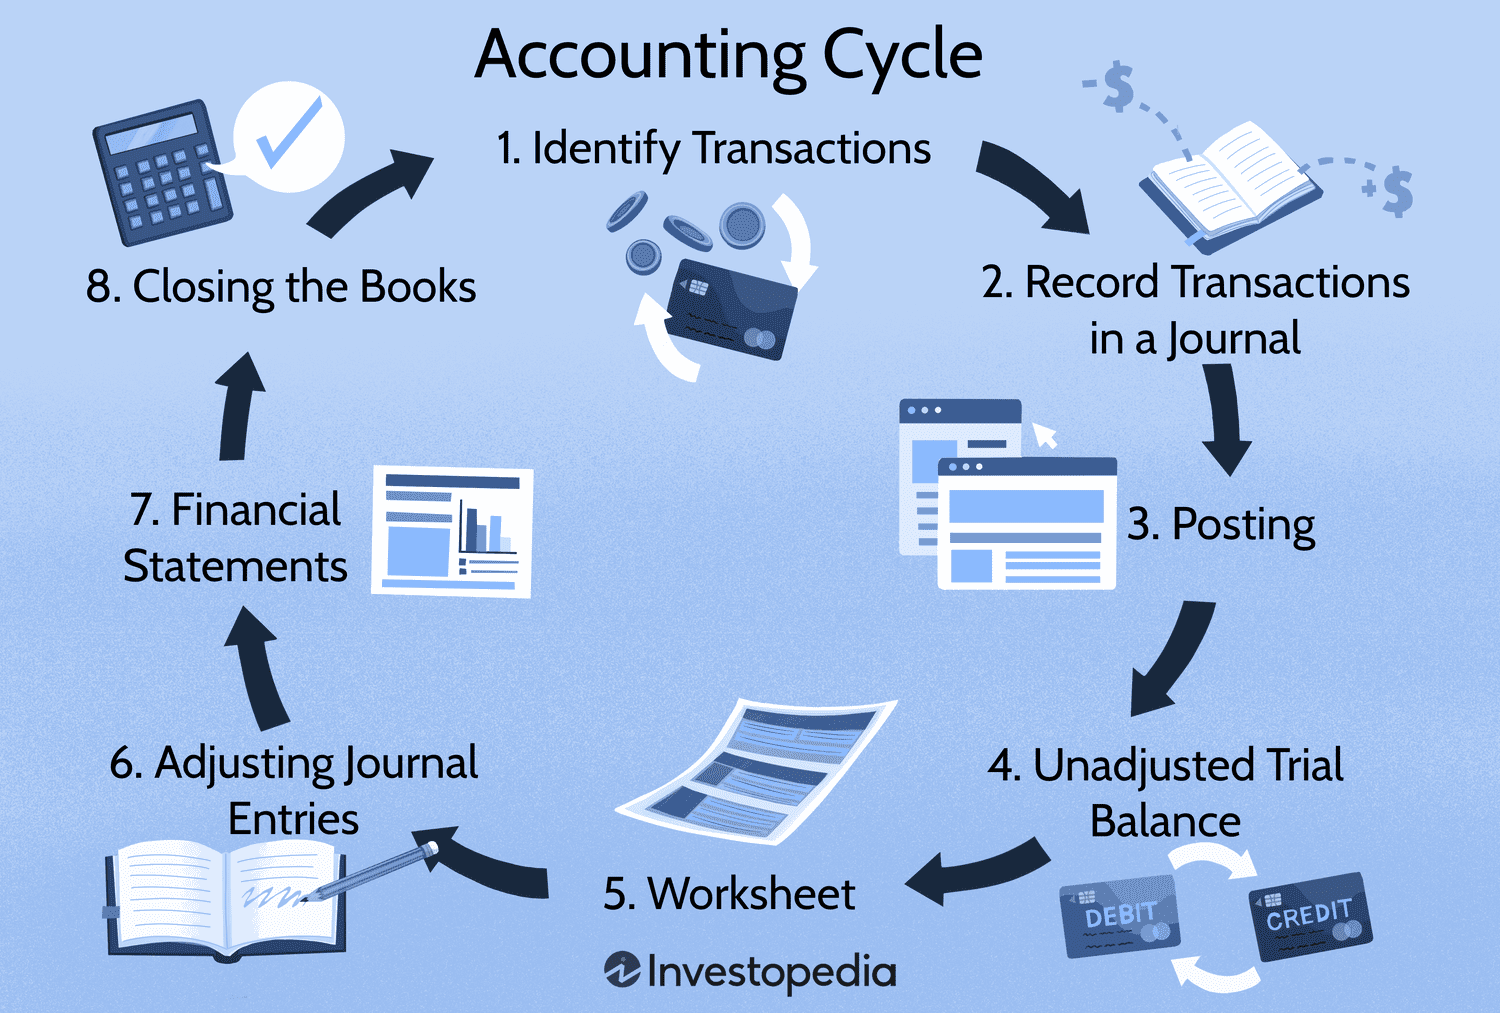 Accounting Cycle
1. Identify Transactions
-$
+$
2. Record Transactions
in a Journal
3. Posting
4. Unadjusted Trial
Balance
DEBIT
CREDIT
5. Worksheet
6. Adjusting Journal
Entries
7. Financial
Statements
8. Closing the Books
Investopedia